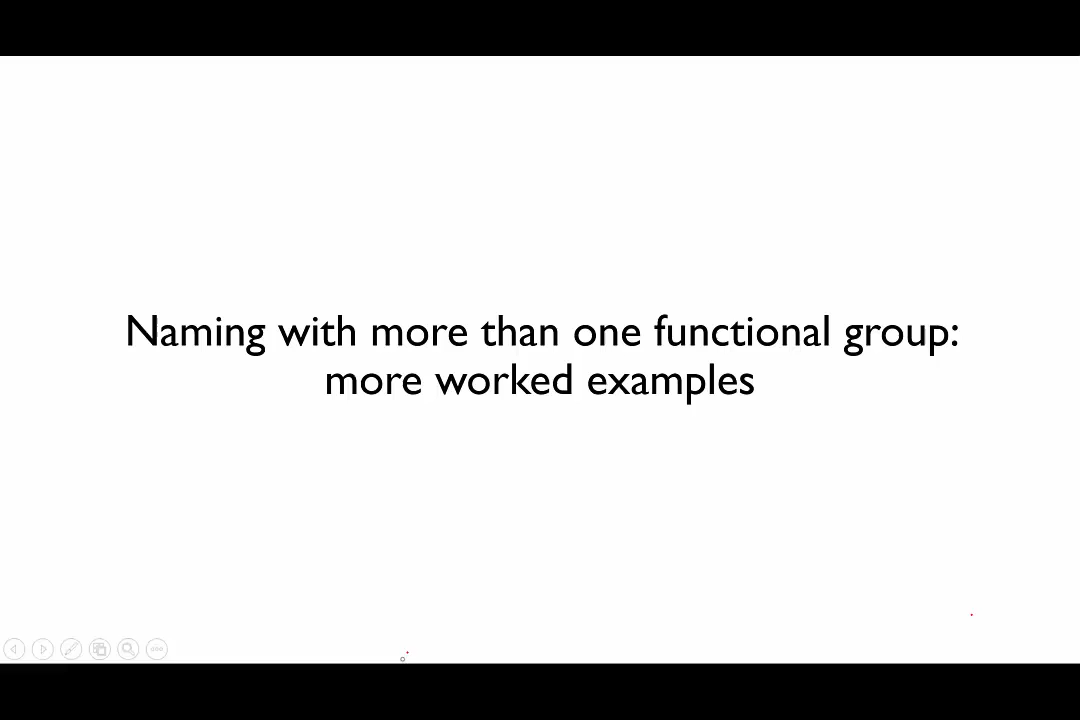 Naming with more than one functional group:
more worked examples